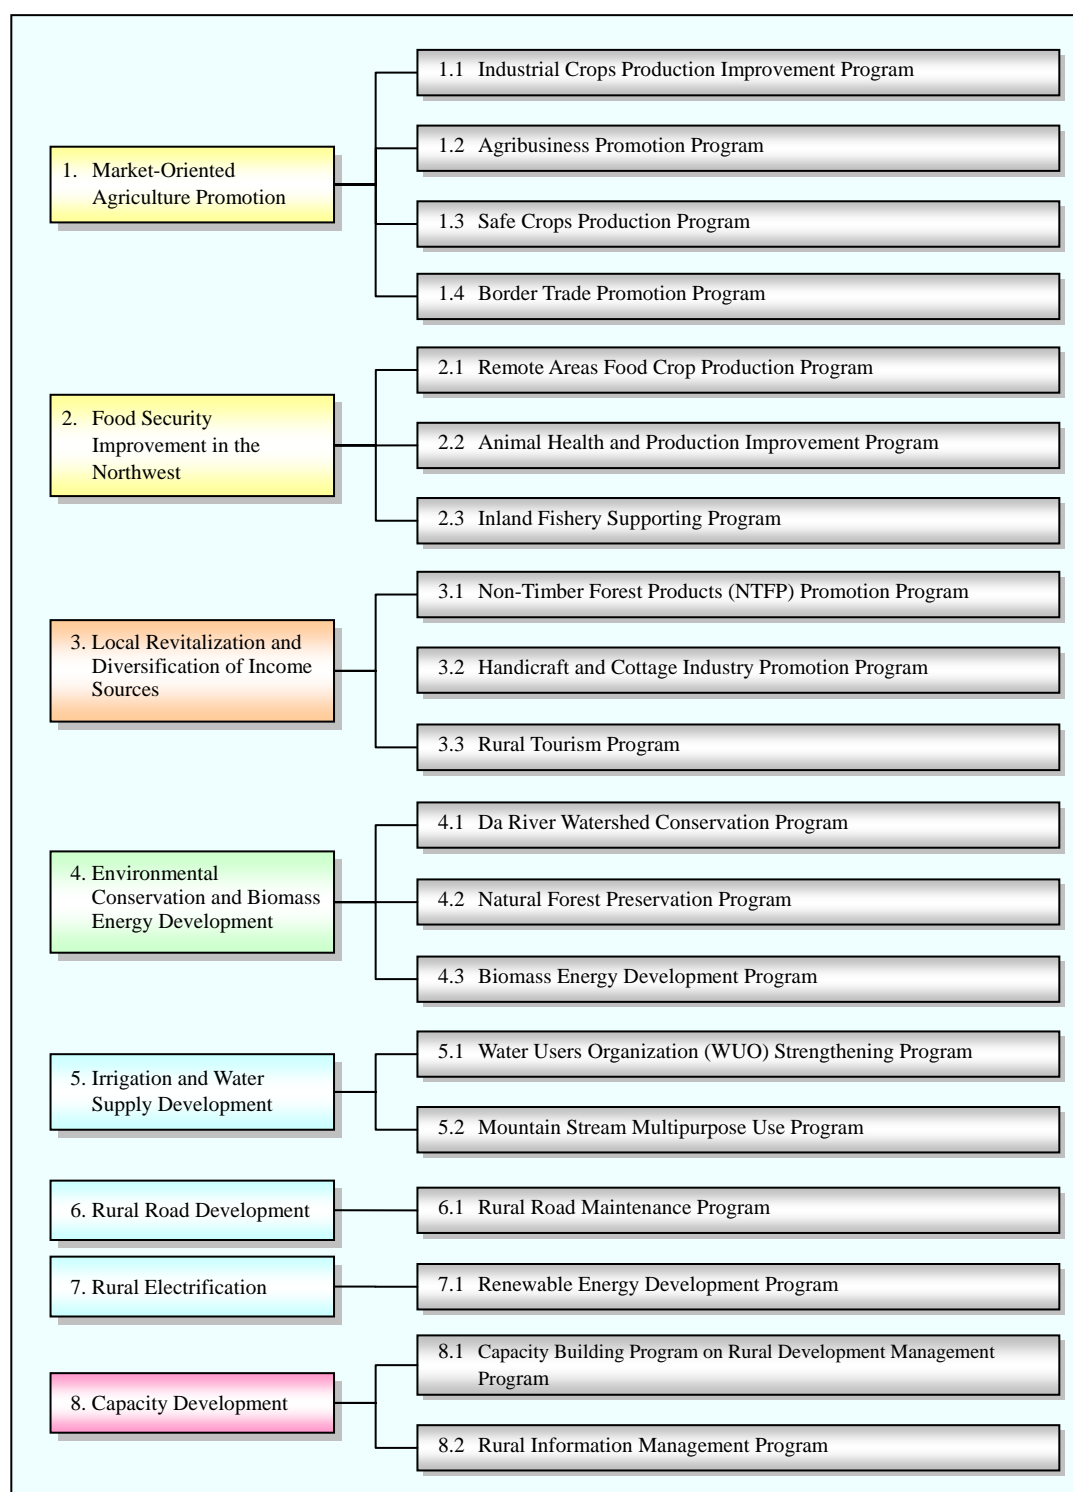 1.1 Industrial Crops Production Improvement Program
1.2 Agribusiness Promotion Program
1. Market-Oriented
Agriculture Promotion
1.3 Safe Crops Production Program
1.4 Border Trade Promotion Program
2.1 Remote Areas Food Crop Production Program
2. Food Security
Improvement in the
Northwest
2.2 Animal Health and Production Improvement Program
2.3 Inland Fishery Supporting Program
3.1 Non-Timber Forest Products (NTFP) Promotion Program
3. Local Revitalization and
Diversification of Income
Sources
3.2 Handicraft and Cottage Industry Promotion Program
3.3 Rural Tourism Program
4.1 Da River Watershed Conservation Program
4. Environmental
Conservation and Biomass
Energy Development
4.2 Natural Forest Preservation Program
4.3 Biomass Energy Development Program
5.1 Water Users Organization (WUO) Strengthening Program
5. Irrigation and Water
Supply Development
5.2 Mountain Stream Multipurpose Use Program
6. Rural Road Development
6.1 Rural Road Maintenance Program
7. Rural Electrification
7.1 Renewable Energy Development Program
8.1 Capacity Building Program on Rural Development Management
Program
8. Capacity Development
8.2 Rural Information Management Program